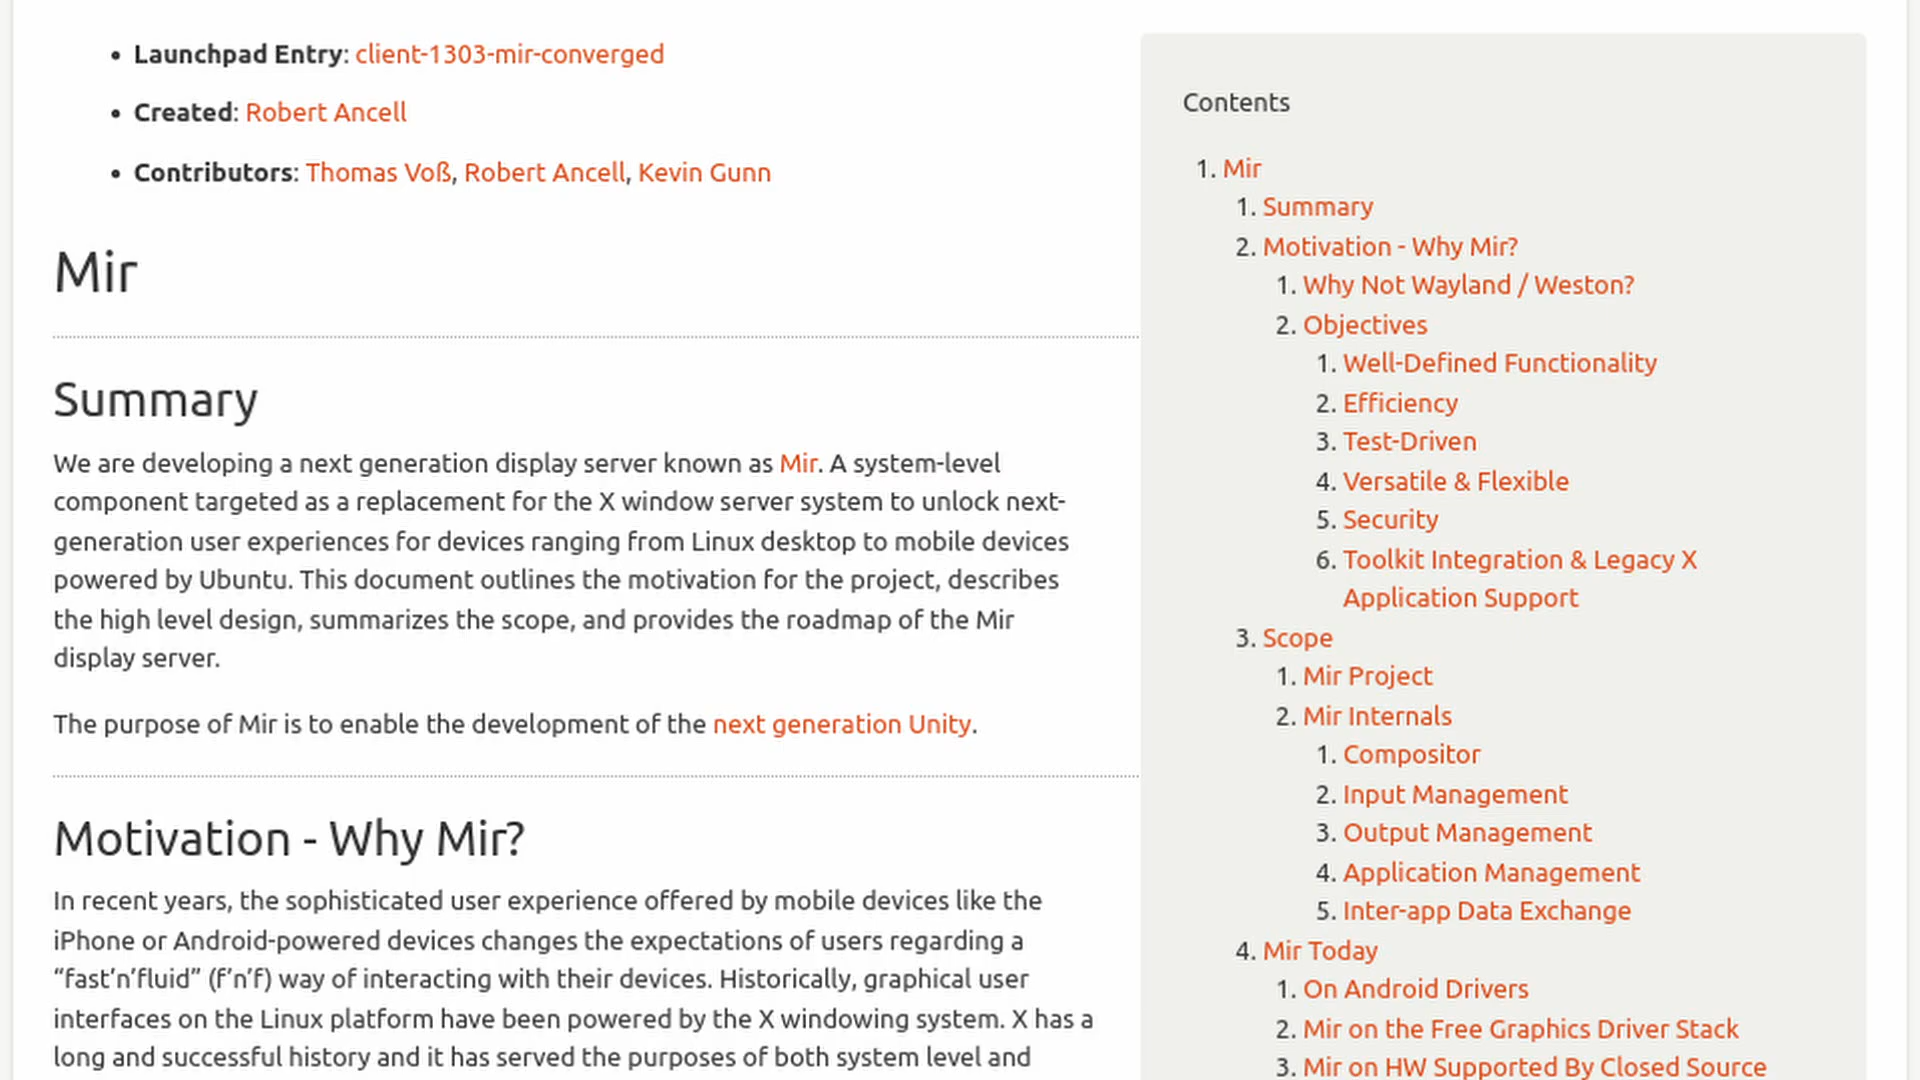 Launchpad Entry: client-1303-mir-converged
Created: Robert Ancell
Contributors: Thomas Voß, Robert Ancell, Kevin Gunn
Mir
Summary
We are developing a next generation display server known as Mir. A system-level
component targeted as a replacement for the X window server system to unlock next-
generation user experiences for devices ranging from Linux desktop to mobile devices
powered by Ubuntu. This document outlines the motivation for the project, describes
the high level design, summarizes the scope, and provides the roadmap of the Mir
display server.
The purpose of Mir is to enable the development of the next generation Unity.
Motivation - Why Mir?
In recent years, the sophisticated user experience offered by mobile devices like the
iPhone or Android-powered devices changes the expectations of users regarding a
“fast’n’fluid” (f’n’f) way of interacting with their devices. Historically, graphical user
interfaces on the Linux platform have been powered by the X windowing system. X has a
long and successful history and it has served the purposes of both system level and
Contents
1. Mir
1. Summary
2. Motivation - Why Mir?
1. Why Not Wayland / Weston?
2. Objectives
1. Well-Defined Functionality
2. Efficiency
3. Test-Driven
4. Versatile & Flexible
5. Security
6. Toolkit Integration & Legacy X
Application Support
3. Scope
1. Mir Project
2. Mir Internals
1. Compositor
2. Input Management
3. Output Management
4. Application Management
5. Inter-app Data Exchange
4. Mir Today
1. On Android Drivers
2. Mir on the Free Graphics Driver Stack
3. Mir on HW Supported By Closed Source